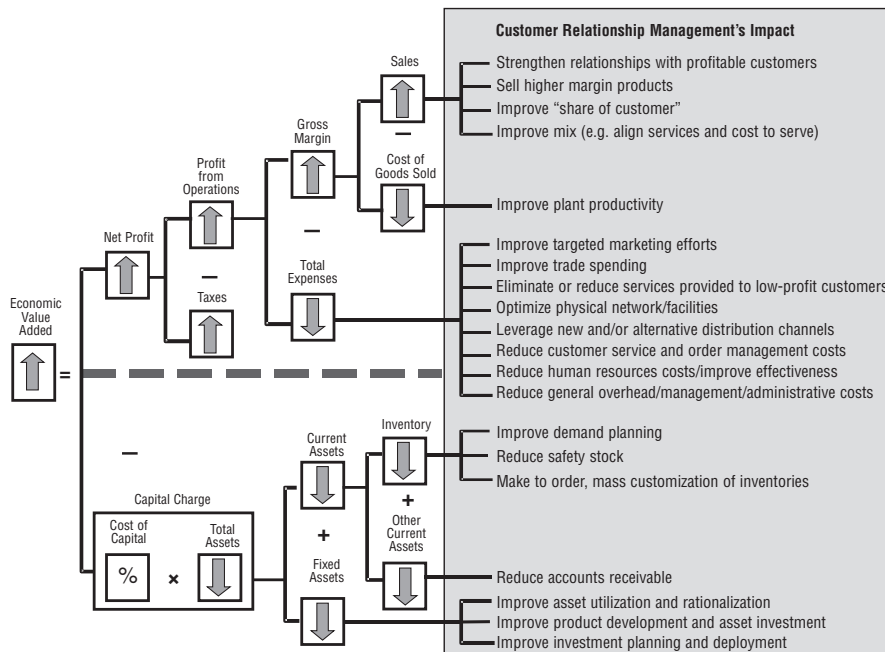 Customer Relationship Management's Impact
Sales
Strengthen relationships with profitable customers
Sell higher margin products
Improve “share of customer”
Improve mix (e.g. align services and cost to serve)
Gross
Margin
–
Cost of
Goods Sold
Profit
from
Operations
Improve plant productivity
Net Profit
–
Improve targeted marketing efforts
Improve trade spending
Eliminate or reduce services provided to low-profit customers
Optimize physical network/facilities
Leverage new and/or alternative distribution channels
Reduce customer service and order management costs
Reduce human resources costs/improve effectiveness
Reduce general overhead/management/administrative costs
Total
Expenses
–
Taxes
Economic
Value
Added
=
–
Current
Assets
Inventory
Improve demand planning
Reduce safety stock
Make to order, mass customization of inventories
Capital Charge
Cost of
Capital
%
×
Total
Assets
+
Fixed
Assets
+
Other
Current
Assets
Reduce accounts receivable
Improve asset utilization and rationalization
Improve product development and asset investment
Improve investment planning and deployment